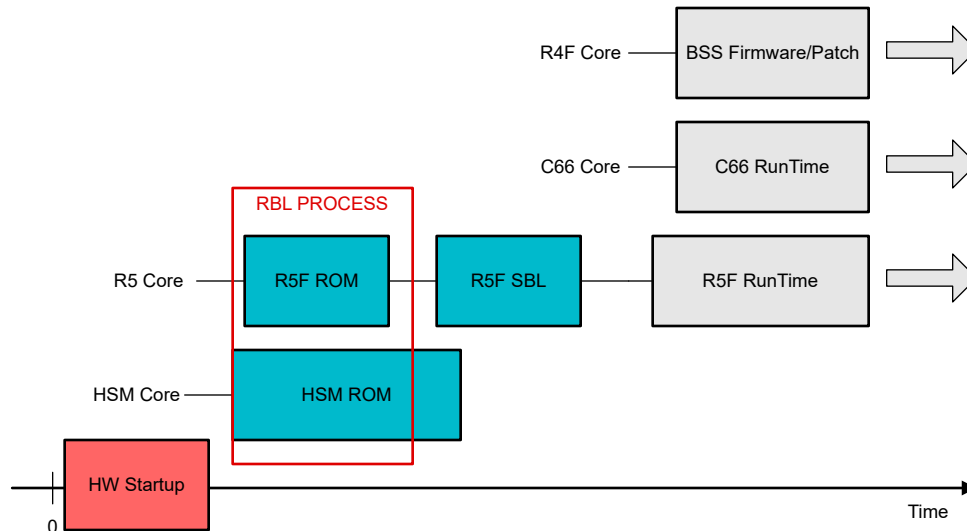 R4F Core
BSS Firmware/Patch
C66 Core
C66 RunTime
RBL PROCESS
R5 Core
R5F ROM
R5F SBL
R5F RunTime
HSM Core
HSM ROM
HW Startup
0
Time